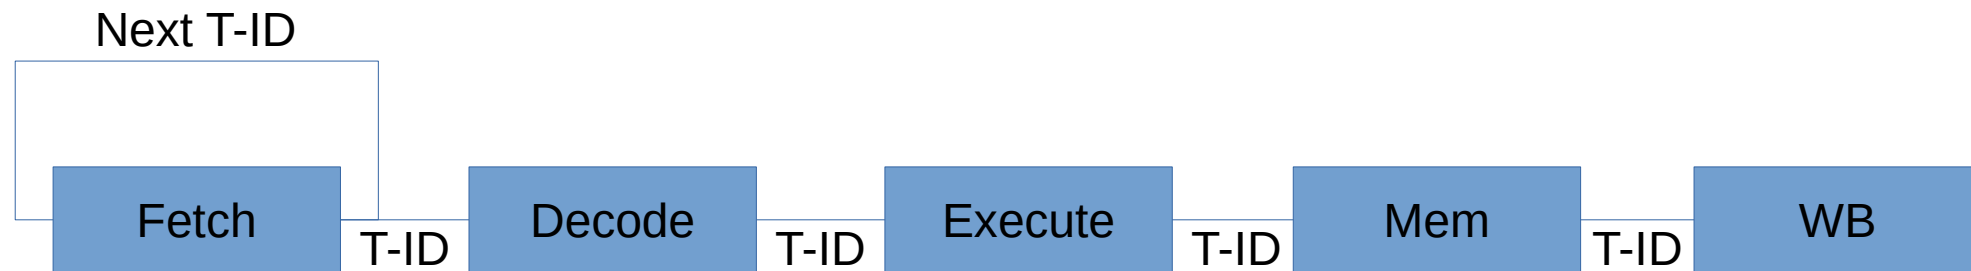 Next T-ID
Fetch
T-ID
Decode
T-ID
Execute
T-ID
Mem
T-ID
WB